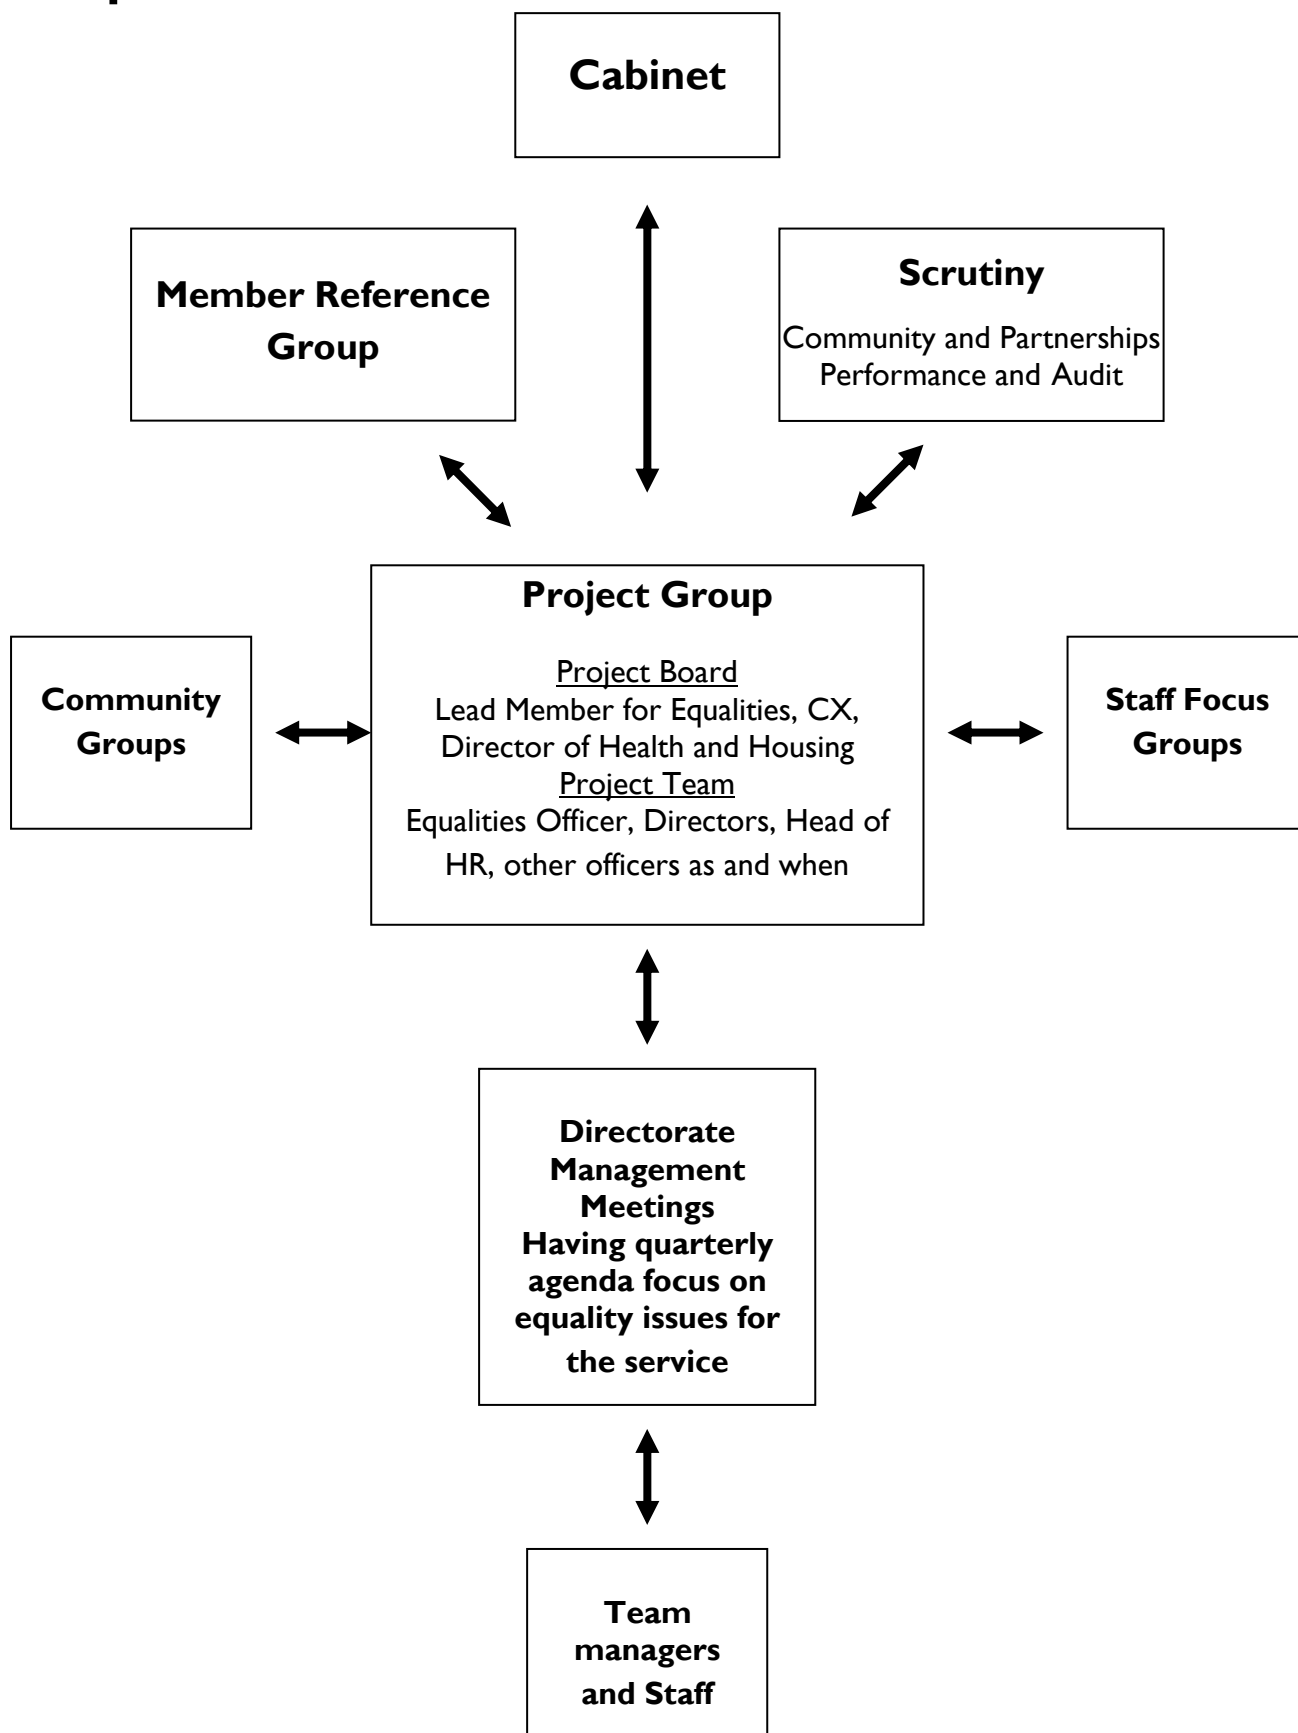 Cabinet
Member Reference
Group
Scrutiny
Community and Partnerships
Performance and Audit
Project Group
Project Board
Lead Member for Equalities, CX,
Director of Health and Housing
Project Team
Equalities Officer, Directors, Head of
HR, other officers as and when
Community
Groups
Staff Focus
Groups
Directorate
Management
Meetings
Having quarterly
agenda focus on
equality issues for
the service
Team
managers
and Staff